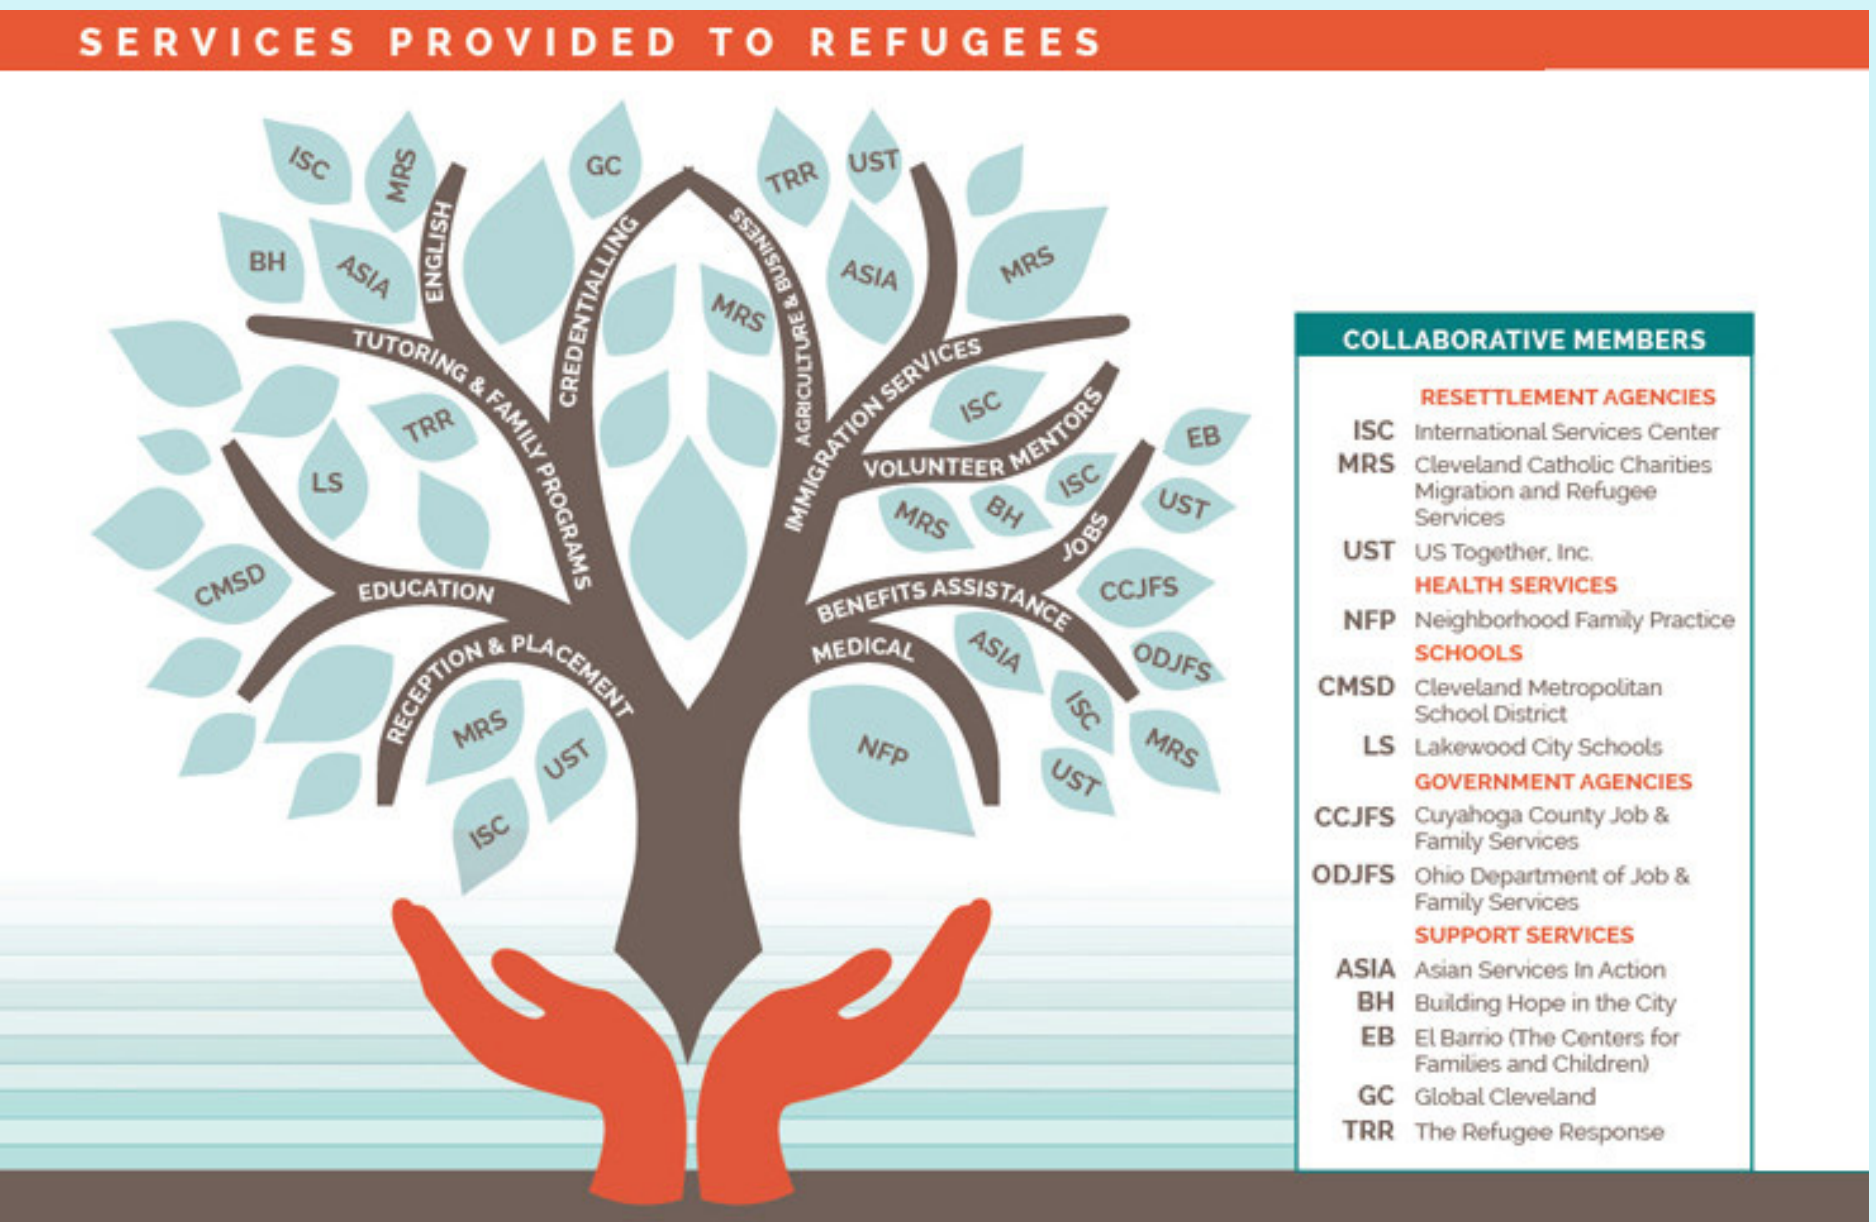 SERVICES PROVIDED TO REFUGEES
ISC
MRS
GC
TRR
UST
BH
ASIA
ENGLISH
CREDENTIALLING
AGRICULTURE & BUSINESS
MRS
ASIA
MRS
TUTORING & FAMILY PROGRAMS
IMMIGRATION SERVICES
TRR
LS
ISC
VOLUNTEER MENTORS
EB
MRS
BH
ISC
UST
JOBS
CMSD
EDUCATION
BENEFITS ASSISTANCE
CCJFS
RECEPTION & PLACEMENT
MEDICAL
ASIA
ODJFS
MRS
UST
NFP
ISC
MRS
UST
ISC
COLLABORATIVE MEMBERS
RESETTLEMENT AGENCIES
ISC International Services Center
MRS Cleveland Catholic Charities
Migration and Refugee
Services
UST US Together, Inc.
HEALTH SERVICES
NFP Neighborhood Family Practice
SCHOOLS
CMSD Cleveland Metropolitan
School District
LS Lakewood City Schools
GOVERNMENT AGENCIES
CCJFS Cuyahoga County Job &
Family Services
ODJFS Ohio Department of Job &
Family Services
SUPPORT SERVICES
ASIA Asian Services In Action
BH Building Hope in the City
EB El Barrio (The Centers for
Families and Children)
GC Global Cleveland
TRR The Refugee Response